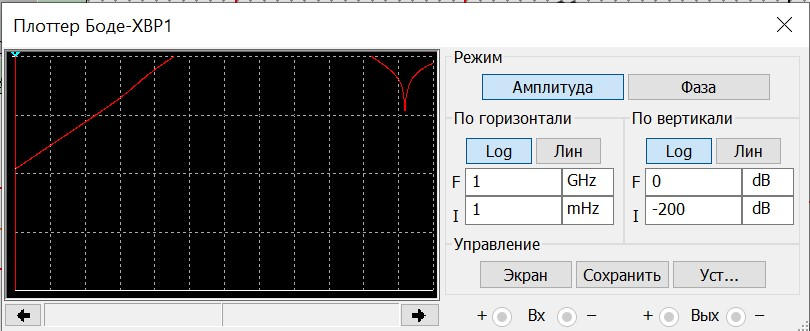 Плоттер Боде-XBP1
Режим
Амплитуда Фаза
По горизонтали По вертикали
Log Лин Log Лин
F 1 GHz F 0 dB
I 1 mHz I -200 dB
Управление
Экран Сохранить Уст...
+ Вх − + Вых −